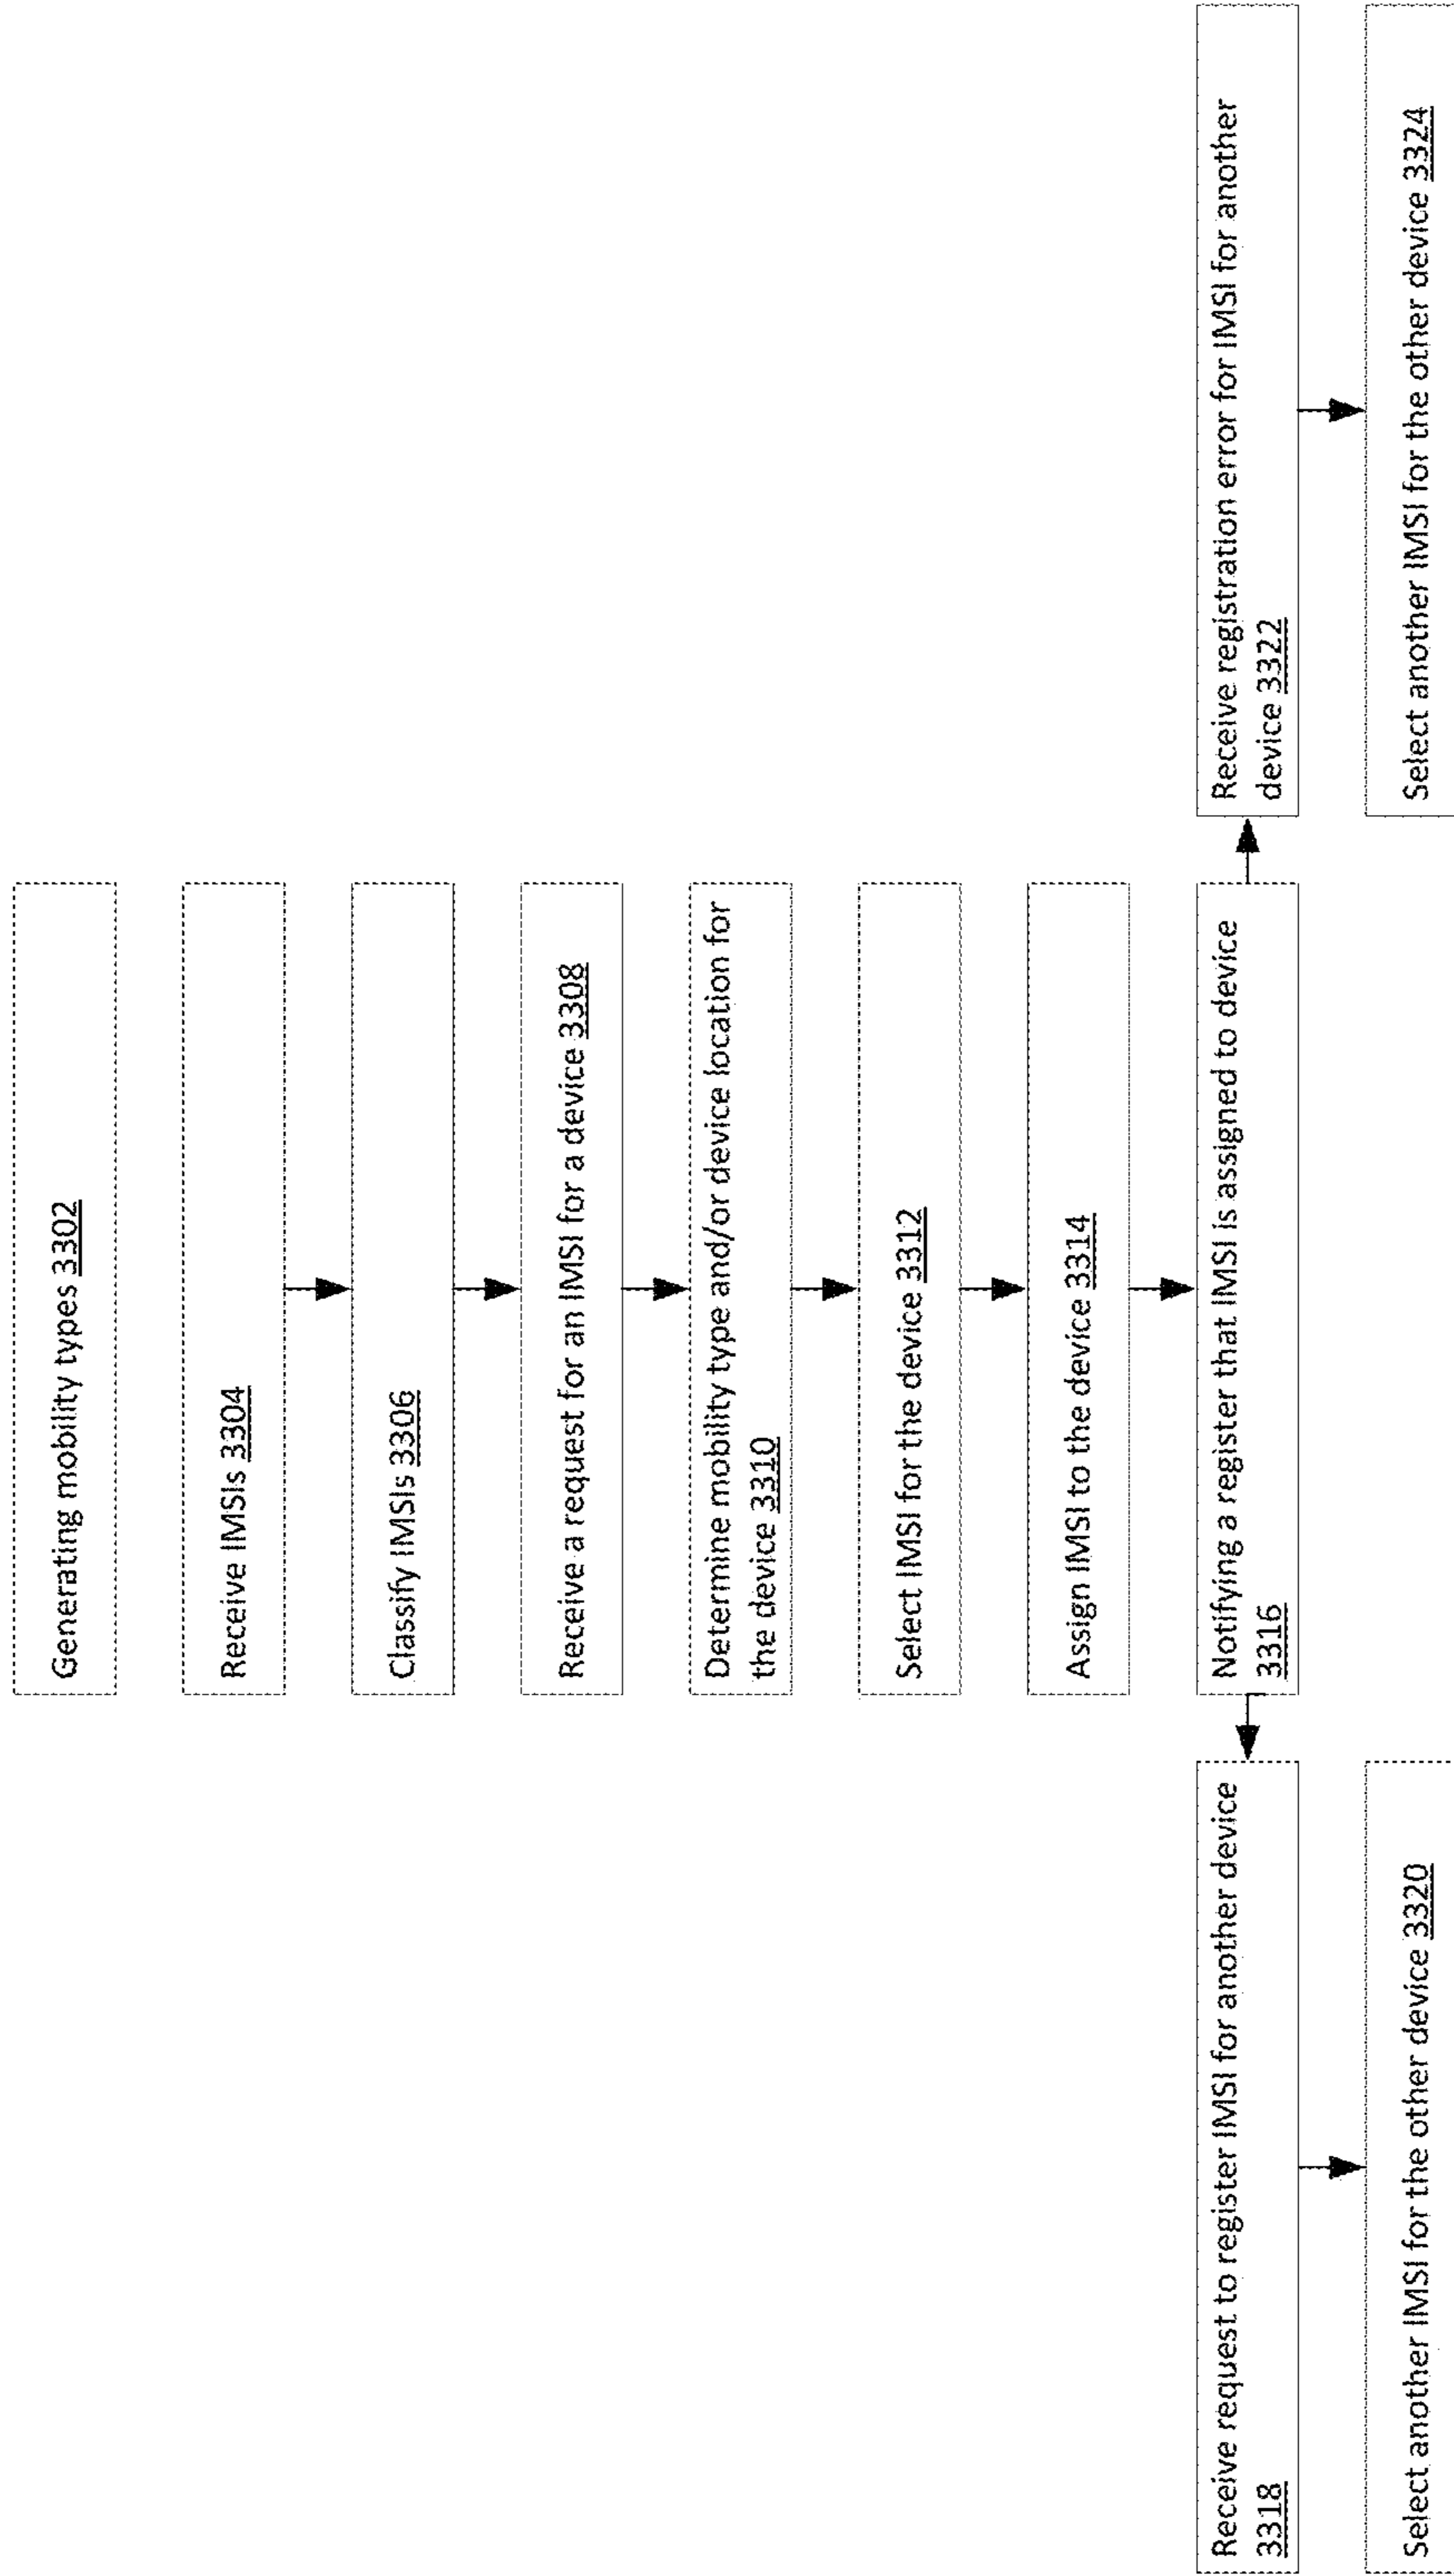 Generating mobility types 3302
Receive IMSIs 3304
Classify IMSIs 3306
Receive a request for an IMSI for a device 3308
Determine mobility type and/or device location for
the device 3310
Select IMSI for the device 3312
Assign IMSI to the device 3314
Notifying a register that IMSI is assigned to device
3316
Receive request to register IMSI for another device
3318
Select another IMSI for the other device 3320
Receive registration error for IMSI for another
device 3322
Select another IMSI for the other device 3324